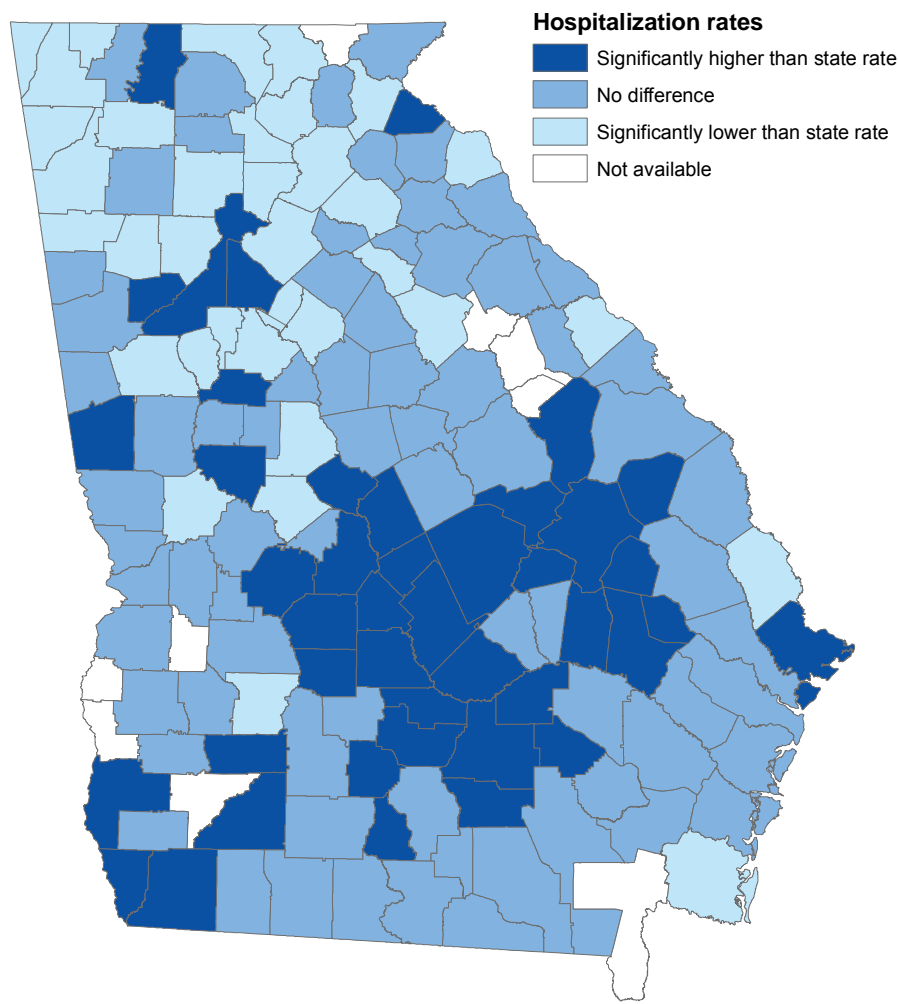 Hospitalization rates
Significantly higher than state rate
No difference
Significantly lower than state rate
Not available